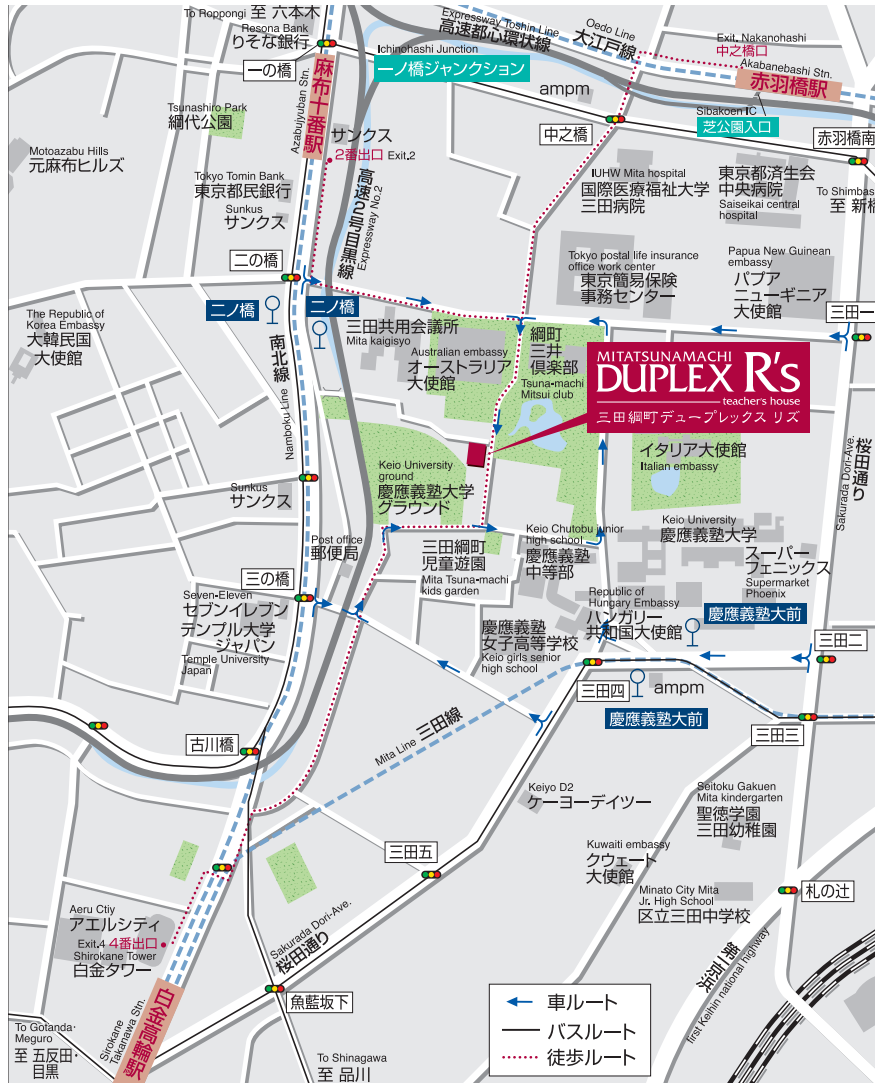 To Roppongi
至 六本木
Resona Bank
りそな銀行
一の橋
麻布十番駅
Azabuijyuban Stn.
Ichinohashi Junction
一ノ橋ジャンクション
Expressway Toshin Line
高速都心環状線
Oedo Line
大江戸線
Exit. Nakanohashi
中之橋口
Akabanebashi Stn.
赤羽橋駅
ampm
中之橋
Sibakoen IC
芝公園入口
赤羽橋南
To Shimbas
至 新橋
Tsunashiro Park
綱代公園
Motoazabu Hills
元麻布ヒルズ
サンクス
2番出口 Exit.2
Tokyo Tomin Bank
東京都民銀行
Sunkus
サンクス
高速2号目黒線
Expressway No.2
IUHW Mita hospital
国際医療福祉大学
三田病院
東京都済生会
中央病院
Saiseikai central
hospital
二の橋
二ノ橋
二ノ橋
Tokyo postal life insurance
office work center
東京簡易保険
事務センター
Papua New Guinean
embassy
パプア
ニューギニア
大使館
三田一
The Republic of
Korea Embassy
大韓民国
大使館
南北線
Namboku Line
三田共用会議所
Mita kaigisyo
Australian embassy
オーストラリア
大使館
綱町
三井
倶楽部
Tsuna-machi
Mitsui club
MITATSUNAMACHI
DUPLEX R's
teacher's house
三田綱町デュープレックス リズ
Sunkus
サンクス
Keio University
ground
慶應義塾大学
グラウンド
イタリア大使館
Italian embassy
桜田通り
Sakurada Dori-Ave.
Post office
郵便局
三田綱町
児童遊園
Mita Tsuna-machi
kids garden
Keio Chutobu junior
high school
慶應義塾
中等部
Keio University
慶應義塾大学
スーパー
フェニックス
Supermarket
Phoenix
三の橋
Seven-Eleven
セブンイレブン
テンプル大学
ジャパン
Temple University
Japan
慶應義塾
女子高等学校
Keio girls senior
high school
Republic of
Hungary Embassy
ハンガリー
共和国大使館
慶應義塾大前
三田二
三田四
ampm
慶應義塾大前
三田三
古川橋
Mita Line
三田線
Keiyo D2
ケーヨーデイツー
Seitoku Gakuen
Mita kindergarten
聖徳学園
三田幼稚園
三田五
Kuwaiti embassy
クウェート
大使館
Minato City Mita
Jr. High School
区立三田中学校
札の辻
Aeru Ctiy
アエルシティ
Exit.4 4番出口
Shirokane Tower
白金タワー
Sakurada Dori-Ave.
桜田通り
第一京浜
first Keihin national highway
魚藍坂下
Sirokane
Takanawa Stn.
白金高輪駅
To Gotanda·
Meguro
至 五反田・
目黒
To Shinagawa
至 品川
車ルート
バスルート
徒歩ルート